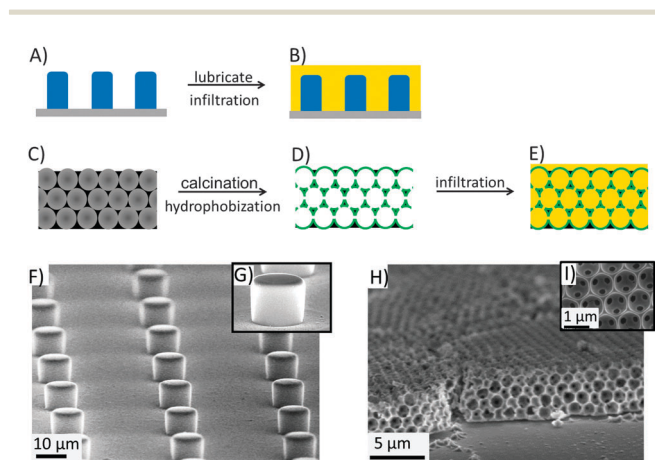 A)
lubricate
infiltration
B)
C)
calcination
hydrophobization
D)
infiltration
E)
F)
G)
10 µm
H)
I)
1 µm
5 µm